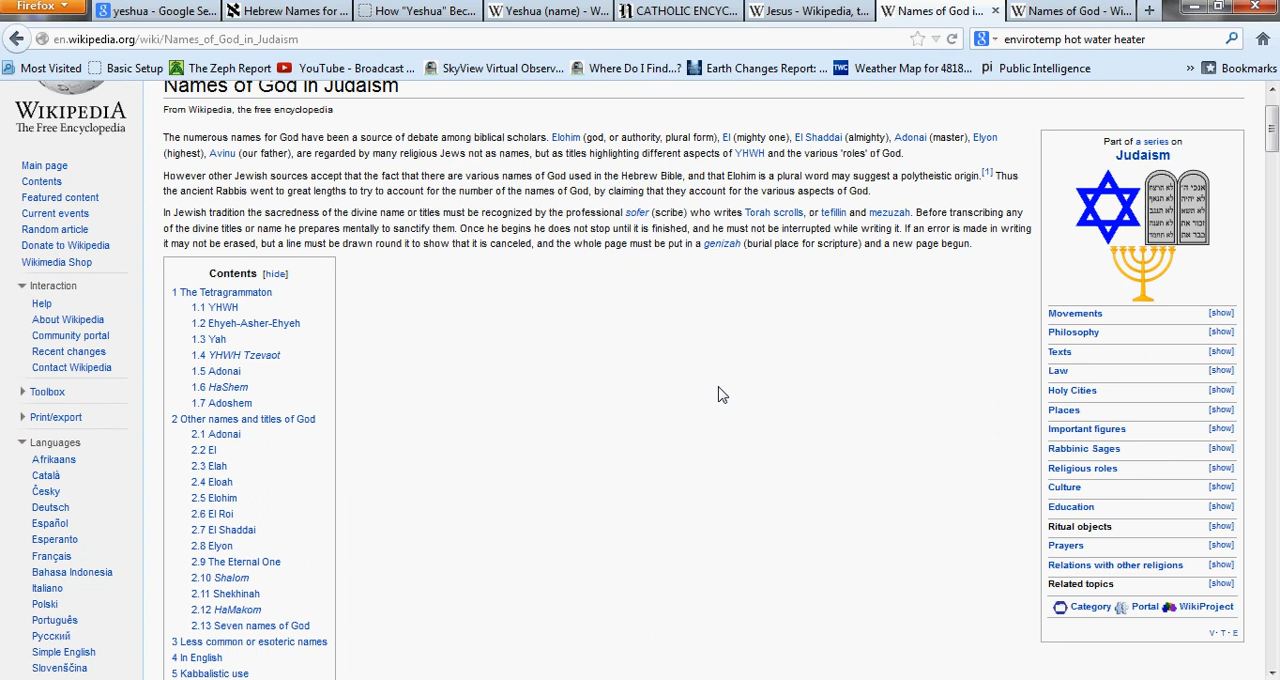 Firefox
yeshua - Google Se...
Hebrew Names for ...
How "Yeshua" Bec...
Yeshua (name) - W...
CATHOLIC ENCYC...
Jesus - Wikipedia, t...
Names of God i...
Names of God - Wi...
en.wikipedia.org/wiki/Names_of_God_in_Judaism
envirotemp hot water heater
Most Visited
Basic Setup
The Zeph Report
YouTube - Broadcast ...
SkyView Virtual Observ...
Where Do I Find...?
Earth Changes Report: ...
TWC Weather Map for 4818...
pi Public Intelligence
»
Bookmarks
WIKIPEDIA
The Free Encyclopedia
Main page
Contents
Featured content
Current events
Random article
Donate to Wikipedia
Wikimedia Shop
Interaction
Help
About Wikipedia
Community portal
Recent changes
Contact Wikipedia
Toolbox
Print/export
Languages
Afrikaans
Català
Česky
Deutsch
Español
Esperanto
Français
Bahasa Indonesia
Italiano
Polski
Português
Русский
Simple English
Slovenščina
Names of God in Judaism
From Wikipedia, the free encyclopedia
The numerous names for God have been a source of debate among biblical scholars. Elohim (god, or authority, plural form), El (mighty one), El Shaddai (almighty), Adonai (master), Elyon
(highest), Avinu (our father), are regarded by many religious Jews not as names, but as titles highlighting different aspects of YHWH and the various 'roles' of God.
However other Jewish sources accept that the fact that there are various names of God used in the Hebrew Bible, and that Elohim is a plural word may suggest a polytheistic origin.[1] Thus
the ancient Rabbis went to great lengths to try to account for the number of the names of God, by claiming that they account for the various aspects of God.
In Jewish tradition the sacredness of the divine name or titles must be recognized by the professional sofer (scribe) who writes Torah scrolls, or tefillin and mezuzah. Before transcribing any
of the divine titles or name he prepares mentally to sanctify them. Once he begins he does not stop until it is finished, and he must not be interrupted while writing it. If an error is made in writing
it may not be erased, but a line must be drawn round it to show that it is canceled, and the whole page must be put in a genizah (burial place for scripture) and a new page begun.
Contents [hide]
1 The Tetragrammaton
1.1 YHWH
1.2 Ehyeh-Asher-Ehyeh
1.3 Yah
1.4 YHWH Tzevaot
1.5 Adonai
1.6 HaShem
1.7 Adoshem
2 Other names and titles of God
2.1 Adonai
2.2 El
2.3 Elah
2.4 Eloah
2.5 Elohim
2.6 El Roi
2.7 El Shaddai
2.8 Elyon
2.9 The Eternal One
2.10 Shalom
2.11 Shekhinah
2.12 HaMakom
2.13 Seven names of God
3 Less common or esoteric names
4 In English
5 Kabbalistic use
Part of a series on
Judaism
Movements [show]
Philosophy [show]
Texts [show]
Law [show]
Holy Cities [show]
Places [show]
Important figures [show]
Rabbinic Sages [show]
Religious roles [show]
Culture [show]
Education [show]
Ritual objects [show]
Prayers [show]
Relations with other religions [show]
Related topics [show]
Category Portal WikiProject
V · T · E